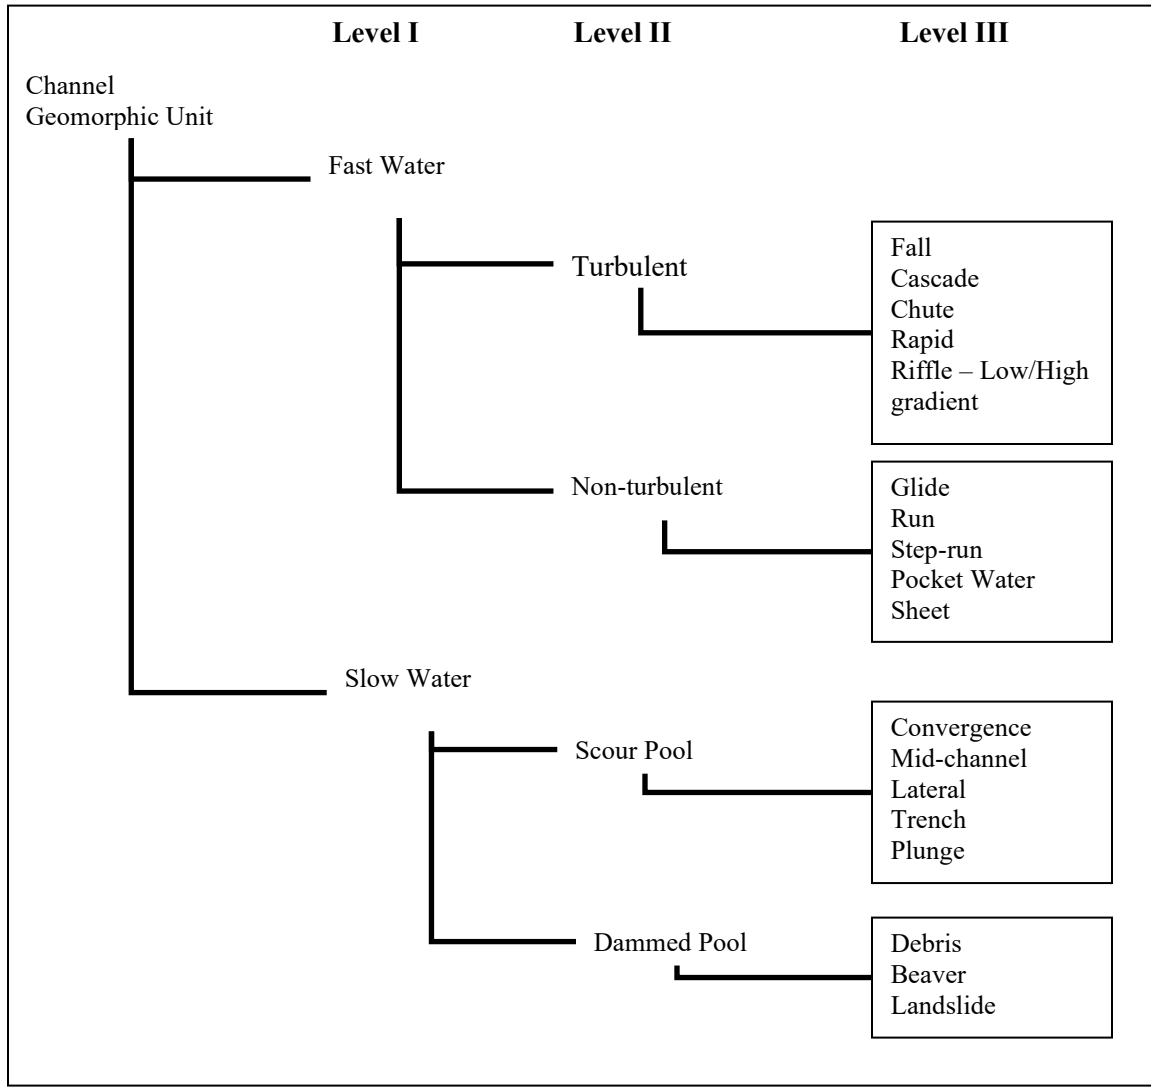 Level I Level II Level III
Channel
Geomorphic Unit
Fast Water
Turbulent
Fall
Cascade
Chute
Rapid
Riffle – Low/High
gradient
Non-turbulent
Glide
Run
Step-run
Pocket Water
Sheet
Slow Water
Scour Pool
Convergence
Mid-channel
Lateral
Trench
Plunge
Dammed Pool
Debris
Beaver
Landslide